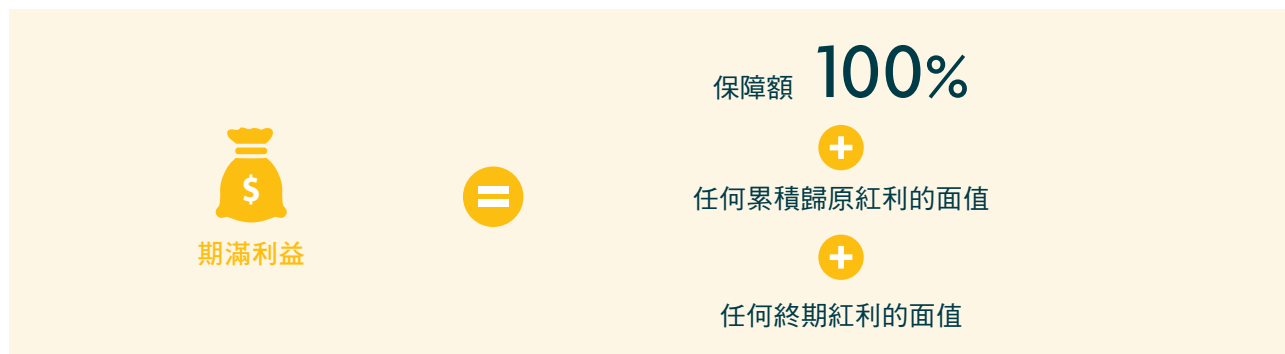 保障額 100%
+
任何累積歸原紅利的面值
$
=
+
期滿利益
任何終期紅利的面值